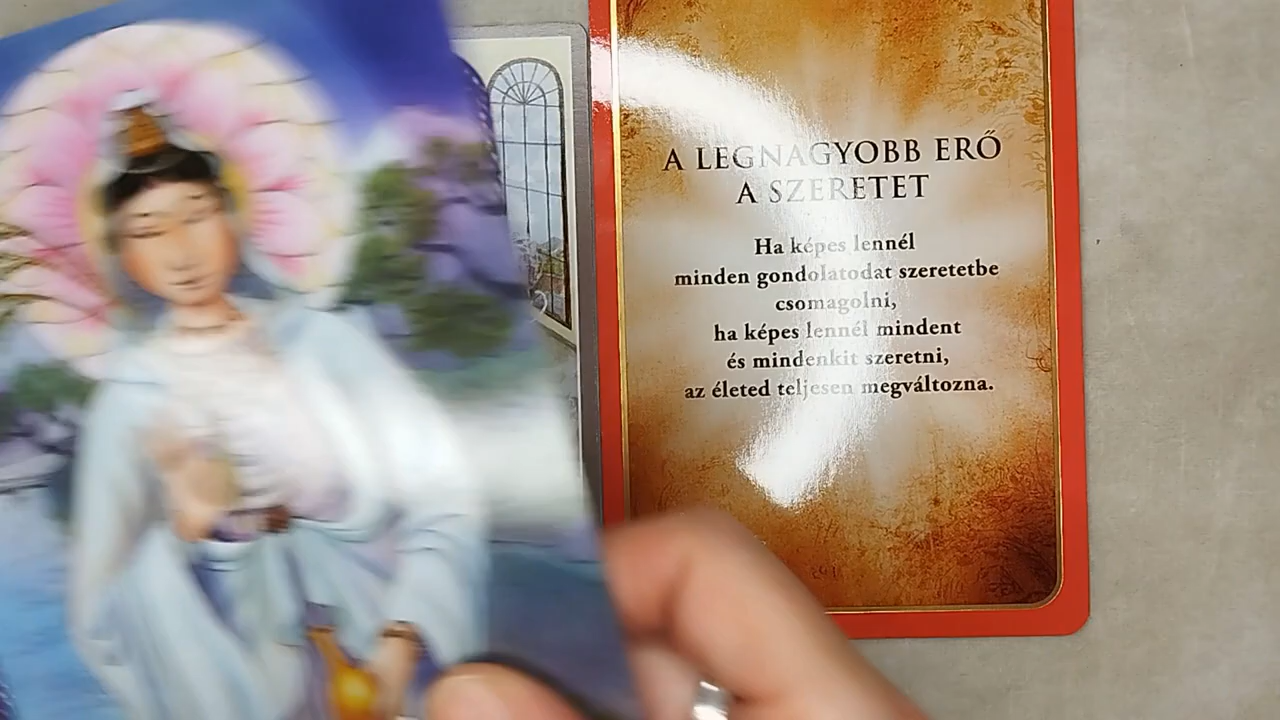 A LEGNAGYOBB ERŐ
A SZERETET
Ha képes lennél
minden gondolatodat szeretetbe
csomagolni,
ha képes lennél mindent
és mindenkit szeretni,
az életed teljesen megváltozna.